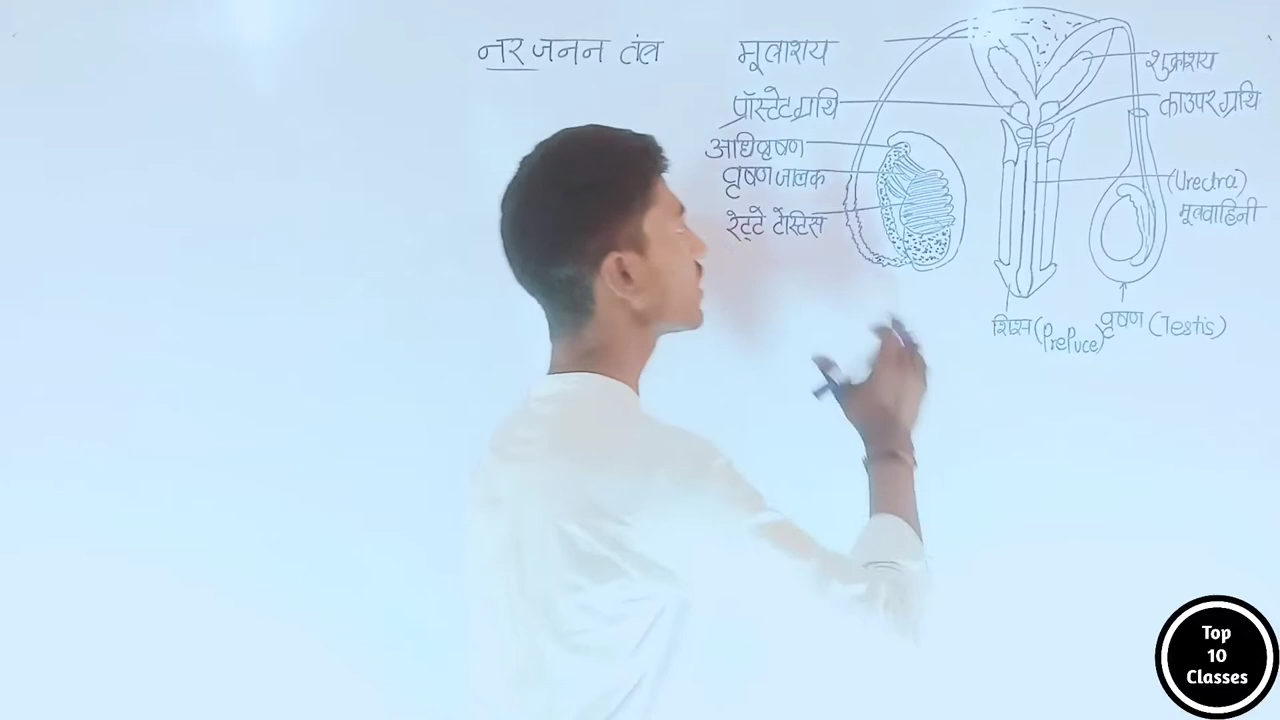 नर जनन तंत्र
मूत्राशय
प्रॉस्टेट ग्रंथि
अधिवृषण
वृषण जालक
रेट्टे टेस्टिस
शुक्राशय
काउपर ग्रंथि
(Urectra)
मूत्रवाहिनी
शिश्न (Prepuce)
वृषण (Testis)
Top
10
Classes